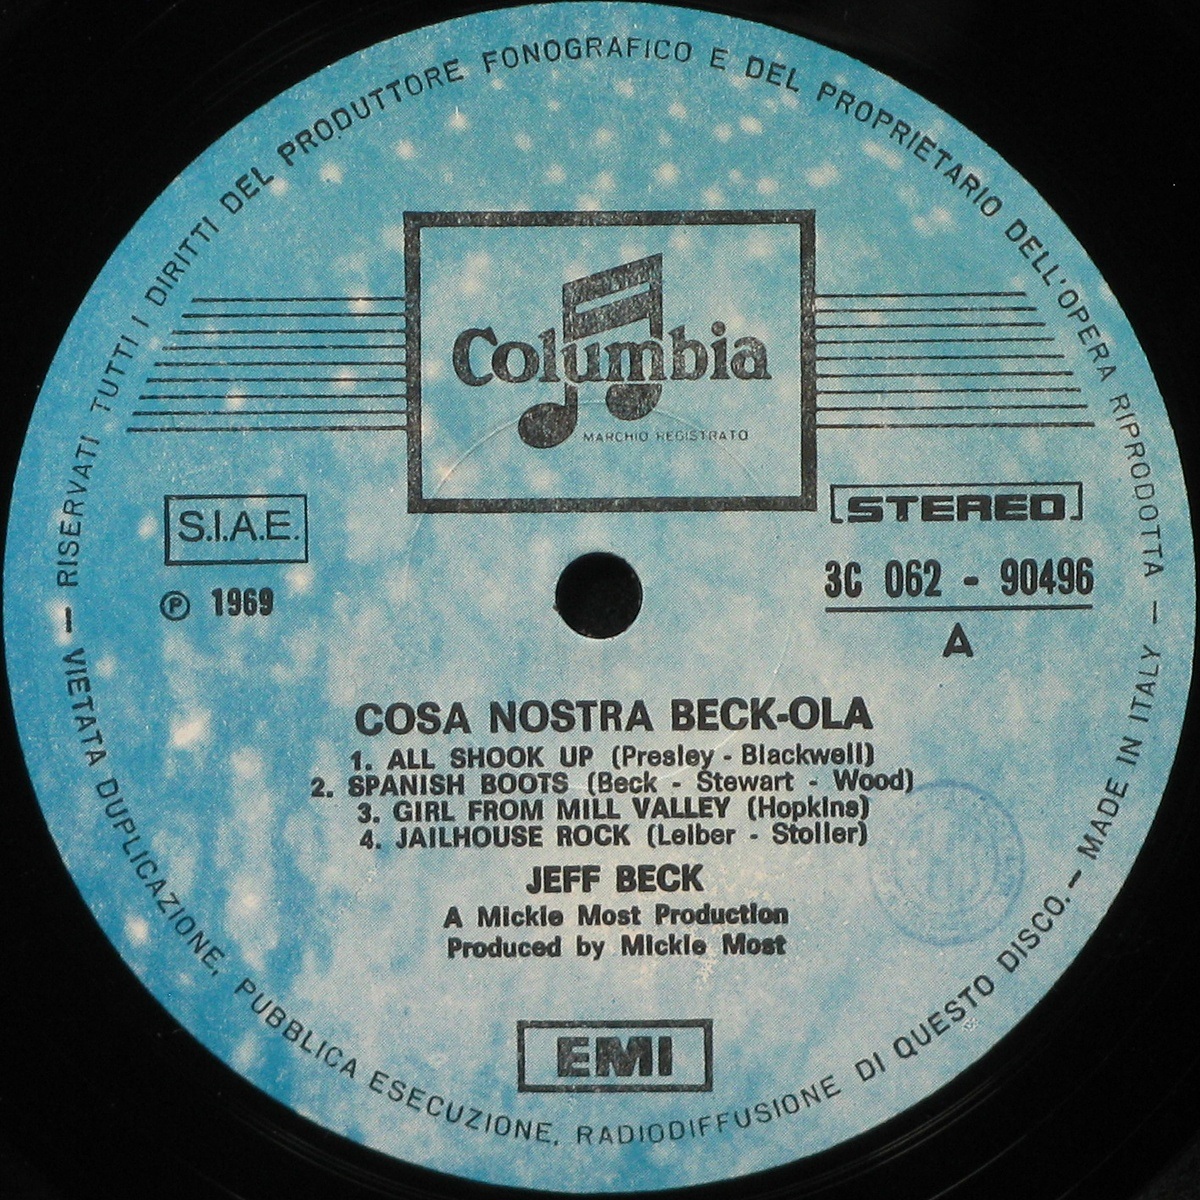 RISERVATI TUTTI I DIRITTI DEL PRODUTTORE FONOGRAFICO E DEL PROPRIETARIO DELL'OPERA RIPRODOTTA —
Columbia
MARCHIO REGISTRATO
S.I.A.E.
STEREO
Ⓟ 1969
3C 062 - 90496
A
COSA NOSTRA BECK-OLA
1. ALL SHOOK UP (Presley - Blackwell)
2. SPANISH BOOTS (Beck - Stewart - Wood)
3. GIRL FROM MILL VALLEY (Hopkins)
4. JAILHOUSE ROCK (Leiber - Stoller)
JEFF BECK
A Mickie Most Production
Produced by Mickie Most
EMI
— VIETATA DUPLICAZIONE, PUBBLICA ESECUZIONE, RADIODIFFUSIONE DI QUESTO DISCO. — MADE IN ITALY